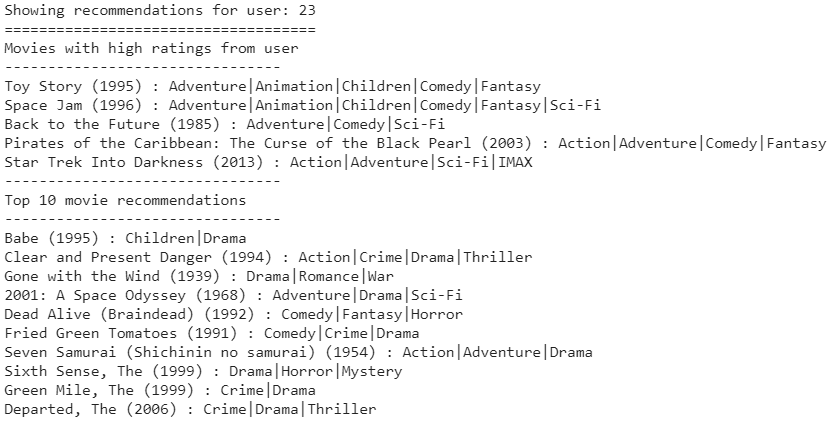 Showing recommendations for user: 23
====================================
Movies with high ratings from user
--------------------------------
Toy Story (1995) : Adventure|Animation|Children|Comedy|Fantasy
Space Jam (1996) : Adventure|Animation|Children|Comedy|Fantasy|Sci-Fi
Back to the Future (1985) : Adventure|Comedy|Sci-Fi
Pirates of the Caribbean: The Curse of the Black Pearl (2003) : Action|Adventure|Comedy|Fantasy
Star Trek Into Darkness (2013) : Action|Adventure|Sci-Fi|IMAX
--------------------------------
Top 10 movie recommendations
--------------------------------
Babe (1995) : Children|Drama
Clear and Present Danger (1994) : Action|Crime|Drama|Thriller
Gone with the Wind (1939) : Drama|Romance|War
2001: A Space Odyssey (1968) : Adventure|Drama|Sci-Fi
Dead Alive (Braindead) (1992) : Comedy|Fantasy|Horror
Fried Green Tomatoes (1991) : Comedy|Crime|Drama
Seven Samurai (Shichinin no samurai) (1954) : Action|Adventure|Drama
Sixth Sense, The (1999) : Drama|Horror|Mystery
Green Mile, The (1999) : Crime|Drama
Departed, The (2006) : Crime|Drama|Thriller